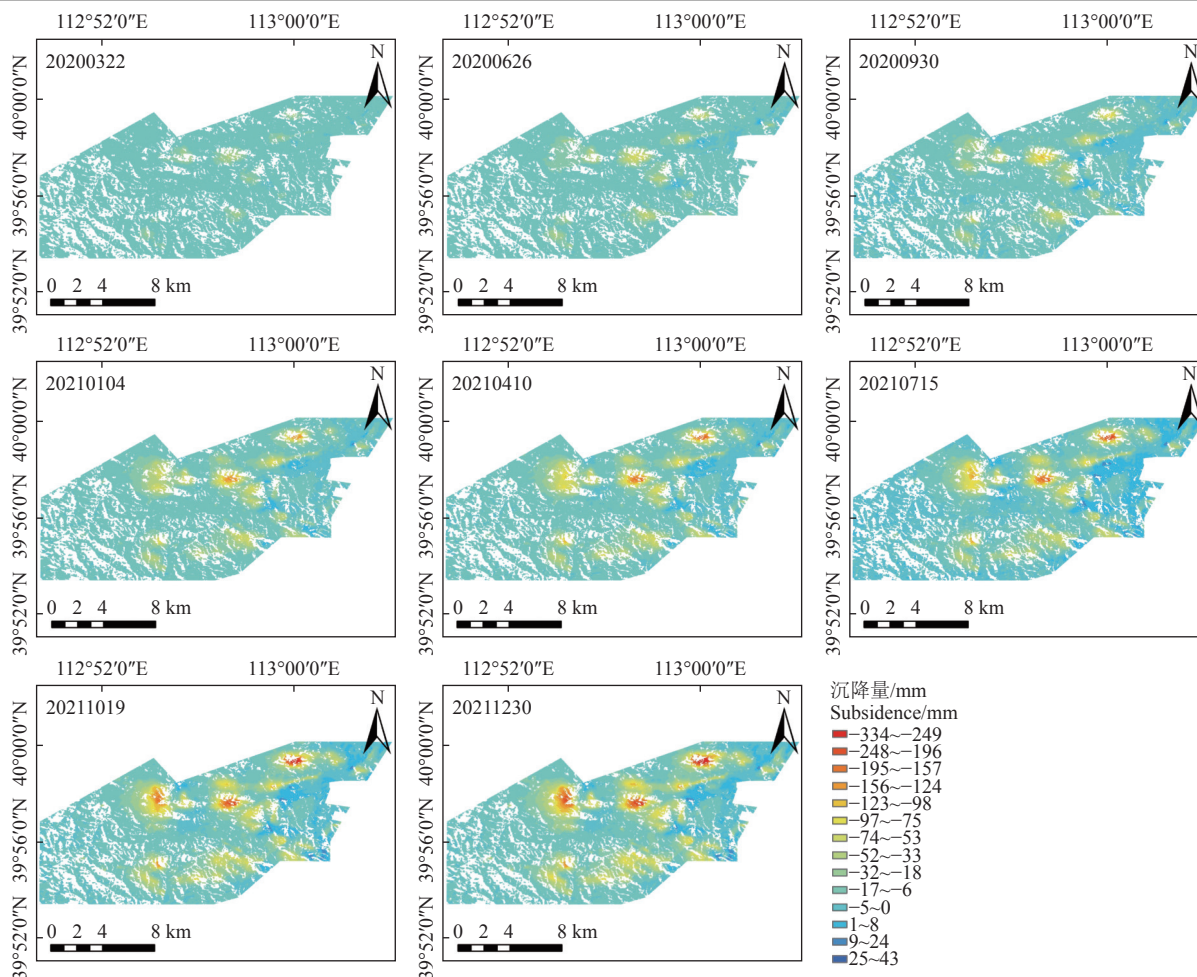 112°52′0″E 113°00′0″E 112°52′0″E 113°00′0″E 112°52′0″E 113°00′0″E
20200322 N 20200626 N 20200930 N
40°00′0″N 40°00′0″N 40°00′0″N
39°56′0″N 39°56′0″N 39°56′0″N
39°52′0″N 39°52′0″N 39°52′0″N
0 2 4 8 km 0 2 4 8 km 0 2 4 8 km
112°52′0″E 113°00′0″E 112°52′0″E 113°00′0″E 112°52′0″E 113°00′0″E
20210104 N 20210410 N 20210715 N
40°00′0″N 40°00′0″N 40°00′0″N
39°56′0″N 39°56′0″N 39°56′0″N
39°52′0″N 39°52′0″N 39°52′0″N
0 2 4 8 km 0 2 4 8 km 0 2 4 8 km
112°52′0″E 113°00′0″E 112°52′0″E 113°00′0″E
20211019 N 20211230 N
40°00′0″N 40°00′0″N
39°56′0″N 39°56′0″N
39°52′0″N 39°52′0″N
0 2 4 8 km 0 2 4 8 km
沉降量/mm
Subsidence/mm
−334~−249
−248~−196
−195~−157
−156~−124
−123~−98
−97~−75
−74~−53
−52~−33
−32~−18
−17~−6
−5~0
1~8
9~24
25~43